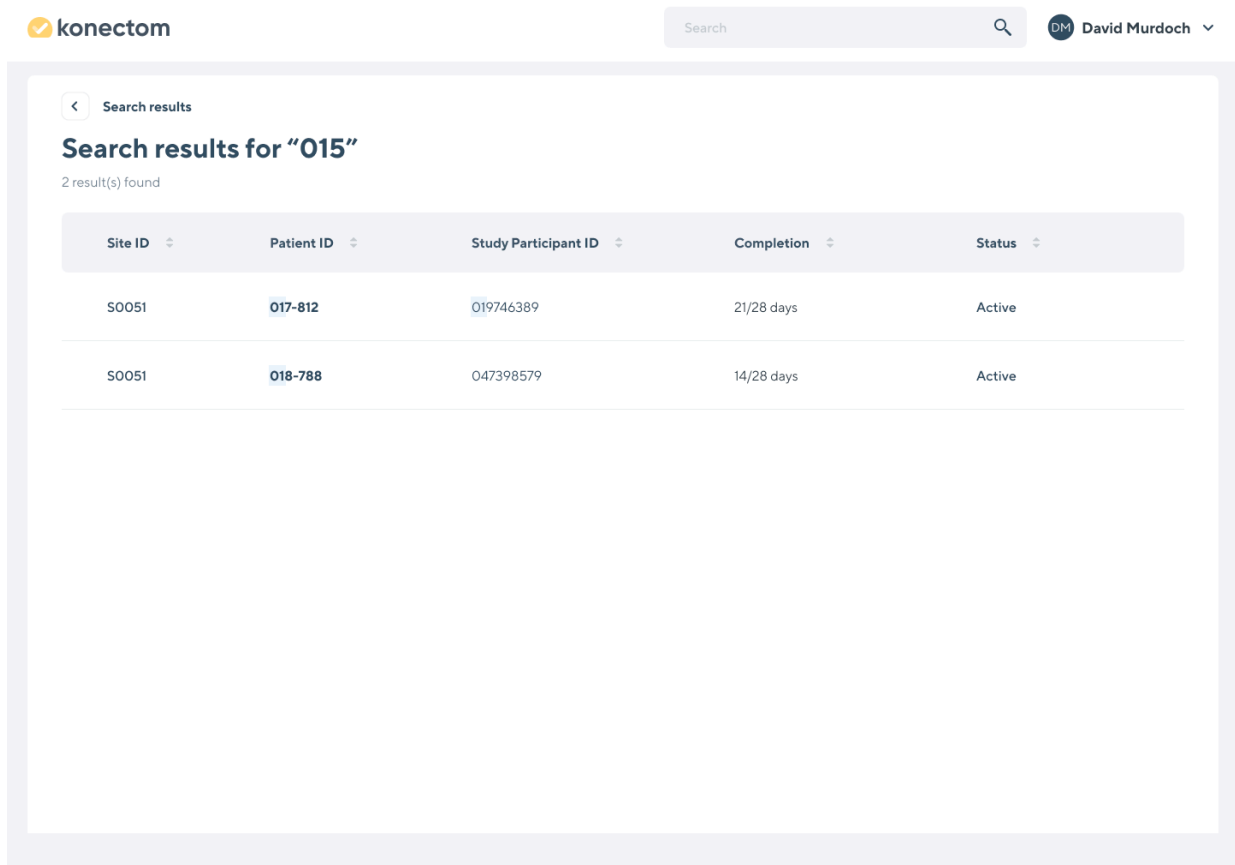 konectom
Search
DM David Murdoch
Search results
Search results for “015”
2 result(s) found
Site ID Patient ID Study Participant ID Completion Status
S0051 017-812 019746389 21/28 days Active
S0051 018-788 047398579 14/28 days Active